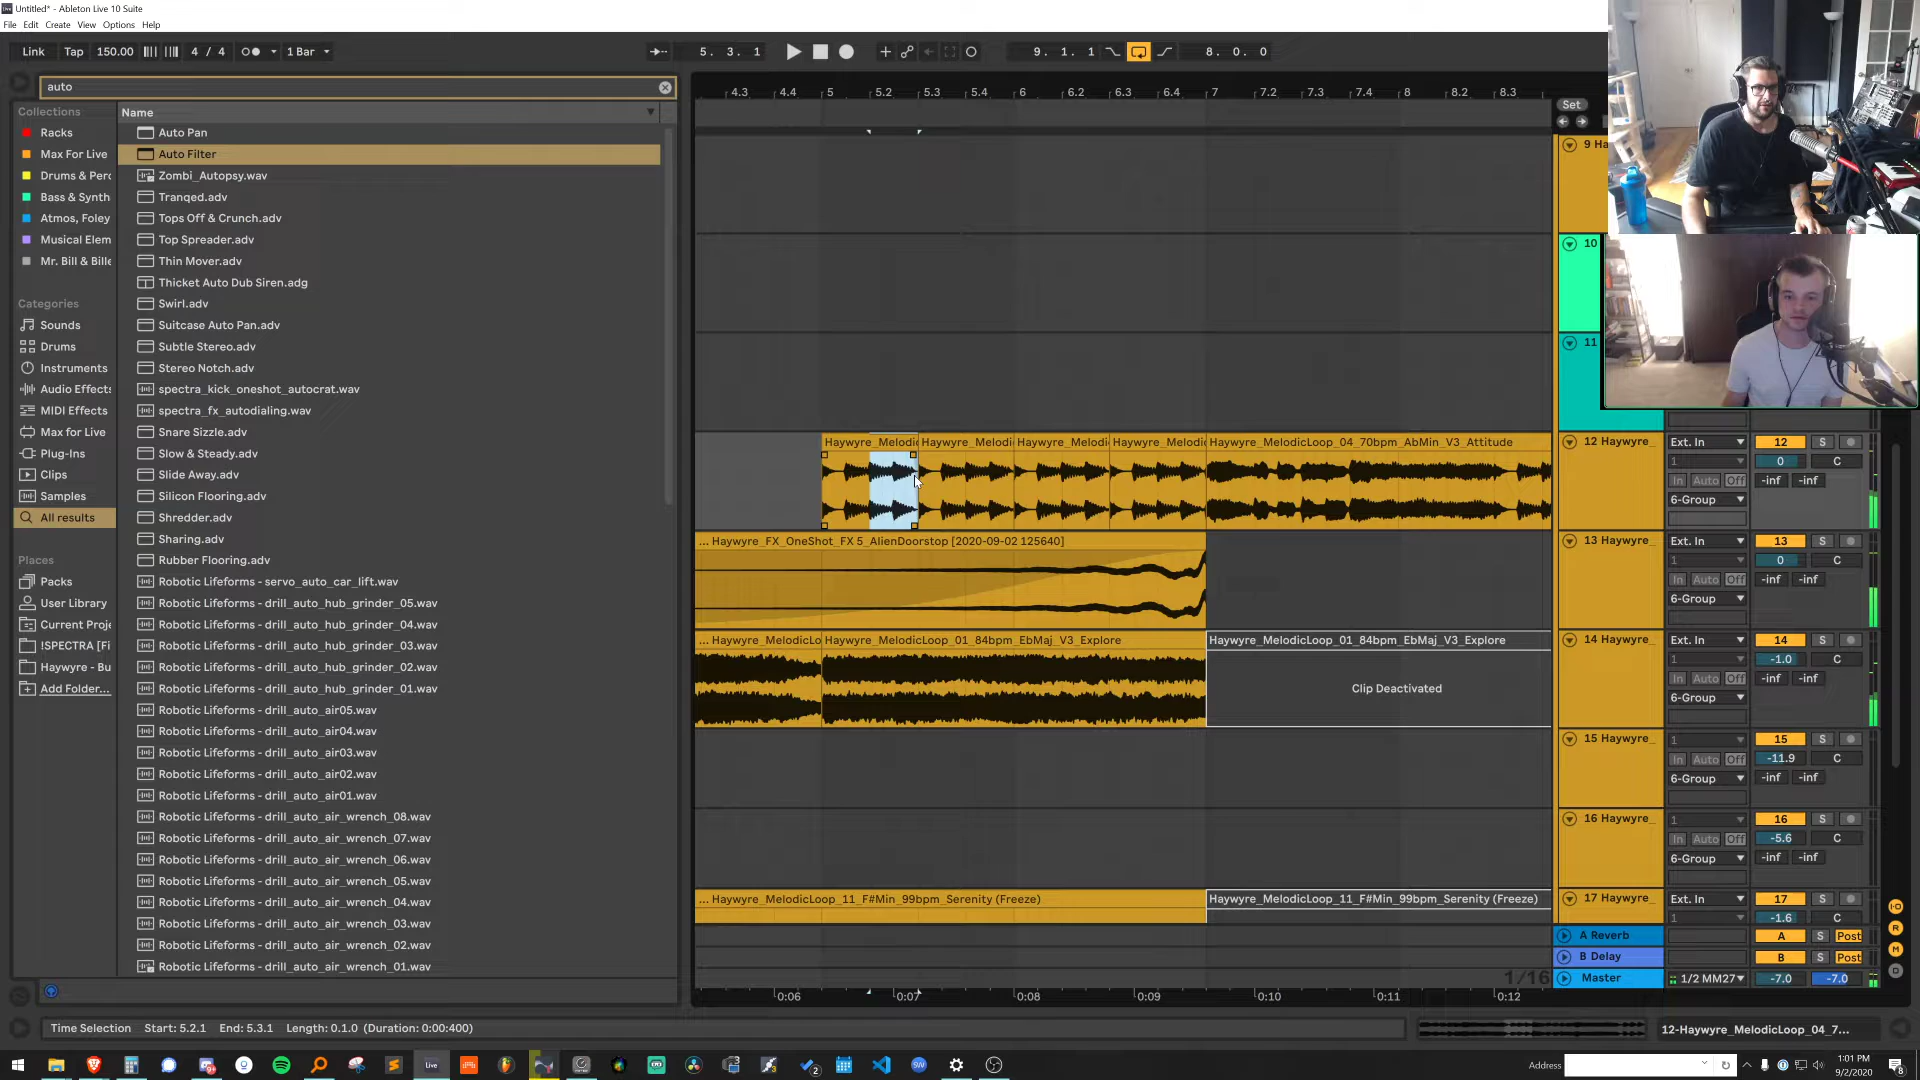 Untitled* - Ableton Live 10 Suite
File Edit Create View Options Help
Link Tap 150.00 4 / 4 1 Bar 5. 3. 1 9. 1. 1 8. 0. 0
auto
Collections
Racks
Max For Live
Drums & Perc
Bass & Synth
Atmos, Foley
Musical Elem
Mr. Bill & Bille
Categories
Sounds
Drums
Instruments
Audio Effects
MIDI Effects
Max for Live
Plug-Ins
Clips
Samples
All results
Places
Packs
User Library
Current Proje
!SPECTRA [Fi
Haywyre - Bu
Add Folder...
Name
Auto Pan
Auto Filter
Zombi_Autopsy.wav
Tranqed.adv
Tops Off & Crunch.adv
Top Spreader.adv
Thin Mover.adv
Thicket Auto Dub Siren.adg
Swirl.adv
Suitcase Auto Pan.adv
Subtle Stereo.adv
Stereo Notch.adv
spectra_kick_oneshot_autocrat.wav
spectra_fx_autodialing.wav
Snare Sizzle.adv
Slow & Steady.adv
Slide Away.adv
Silicon Flooring.adv
Shredder.adv
Sharing.adv
Rubber Flooring.adv
Robotic Lifeforms - servo_auto_car_lift.wav
Robotic Lifeforms - drill_auto_hub_grinder_05.wav
Robotic Lifeforms - drill_auto_hub_grinder_04.wav
Robotic Lifeforms - drill_auto_hub_grinder_03.wav
Robotic Lifeforms - drill_auto_hub_grinder_02.wav
Robotic Lifeforms - drill_auto_hub_grinder_01.wav
Robotic Lifeforms - drill_auto_air05.wav
Robotic Lifeforms - drill_auto_air04.wav
Robotic Lifeforms - drill_auto_air03.wav
Robotic Lifeforms - drill_auto_air02.wav
Robotic Lifeforms - drill_auto_air01.wav
Robotic Lifeforms - drill_auto_air_wrench_08.wav
Robotic Lifeforms - drill_auto_air_wrench_07.wav
Robotic Lifeforms - drill_auto_air_wrench_06.wav
Robotic Lifeforms - drill_auto_air_wrench_05.wav
Robotic Lifeforms - drill_auto_air_wrench_04.wav
Robotic Lifeforms - drill_auto_air_wrench_03.wav
Robotic Lifeforms - drill_auto_air_wrench_02.wav
Robotic Lifeforms - drill_auto_air_wrench_01.wav
4.3 4.4 5 5.2 5.3 5.4 6 6.2 6.3 6.4 7 7.2 7.3 7.4 8 8.2 8.3
Set
9 Ha
10
11
Haywyre_Melodic Haywyre_Melodi Haywyre_Melodi Haywyre_Melodi Haywyre_MelodicLoop_04_70bpm_AbMin_V3_Attitude
12 Haywyre_ Ext. In 12 S
1 0 C
In Auto Off -inf -inf
6-Group
... Haywyre_FX_OneShot_FX 5_AlienDoorstop [2020-09-02 125640]
13 Haywyre_ Ext. In 13 S
1 0 C
In Auto Off -inf -inf
6-Group
... Haywyre_MelodicLo Haywyre_MelodicLoop_01_84bpm_EbMaj_V3_Explore Haywyre_MelodicLoop_01_84bpm_EbMaj_V3_Explore
Clip Deactivated
14 Haywyre_ Ext. In 14 S
1 -1.0 C
In Auto Off -inf -inf
6-Group
15 Haywyre_ 1 15 S
In Auto Off -11.9 C
6-Group -inf -inf
16 Haywyre_ 1 16 S
In Auto Off -5.6 C
6-Group -inf -inf
... Haywyre_MelodicLoop_11_F#Min_99bpm_Serenity (Freeze) Haywyre_MelodicLoop_11_F#Min_99bpm_Serenity (Freeze)
17 Haywyre_ Ext. In 17 S
1 -1.6 C
A Reverb A S Post
B Delay B S Post
1/16 Master 1/2 MM27 -7.0 -7.0
0:06 0:07 0:08 0:09 0:10 0:11 0:12
Time Selection Start: 5.2.1 End: 5.3.1 Length: 0.1.0 (Duration: 0:00:400)
12-Haywyre_MelodicLoop_04_7...
Live
Address
1:01 PM
9/2/2020